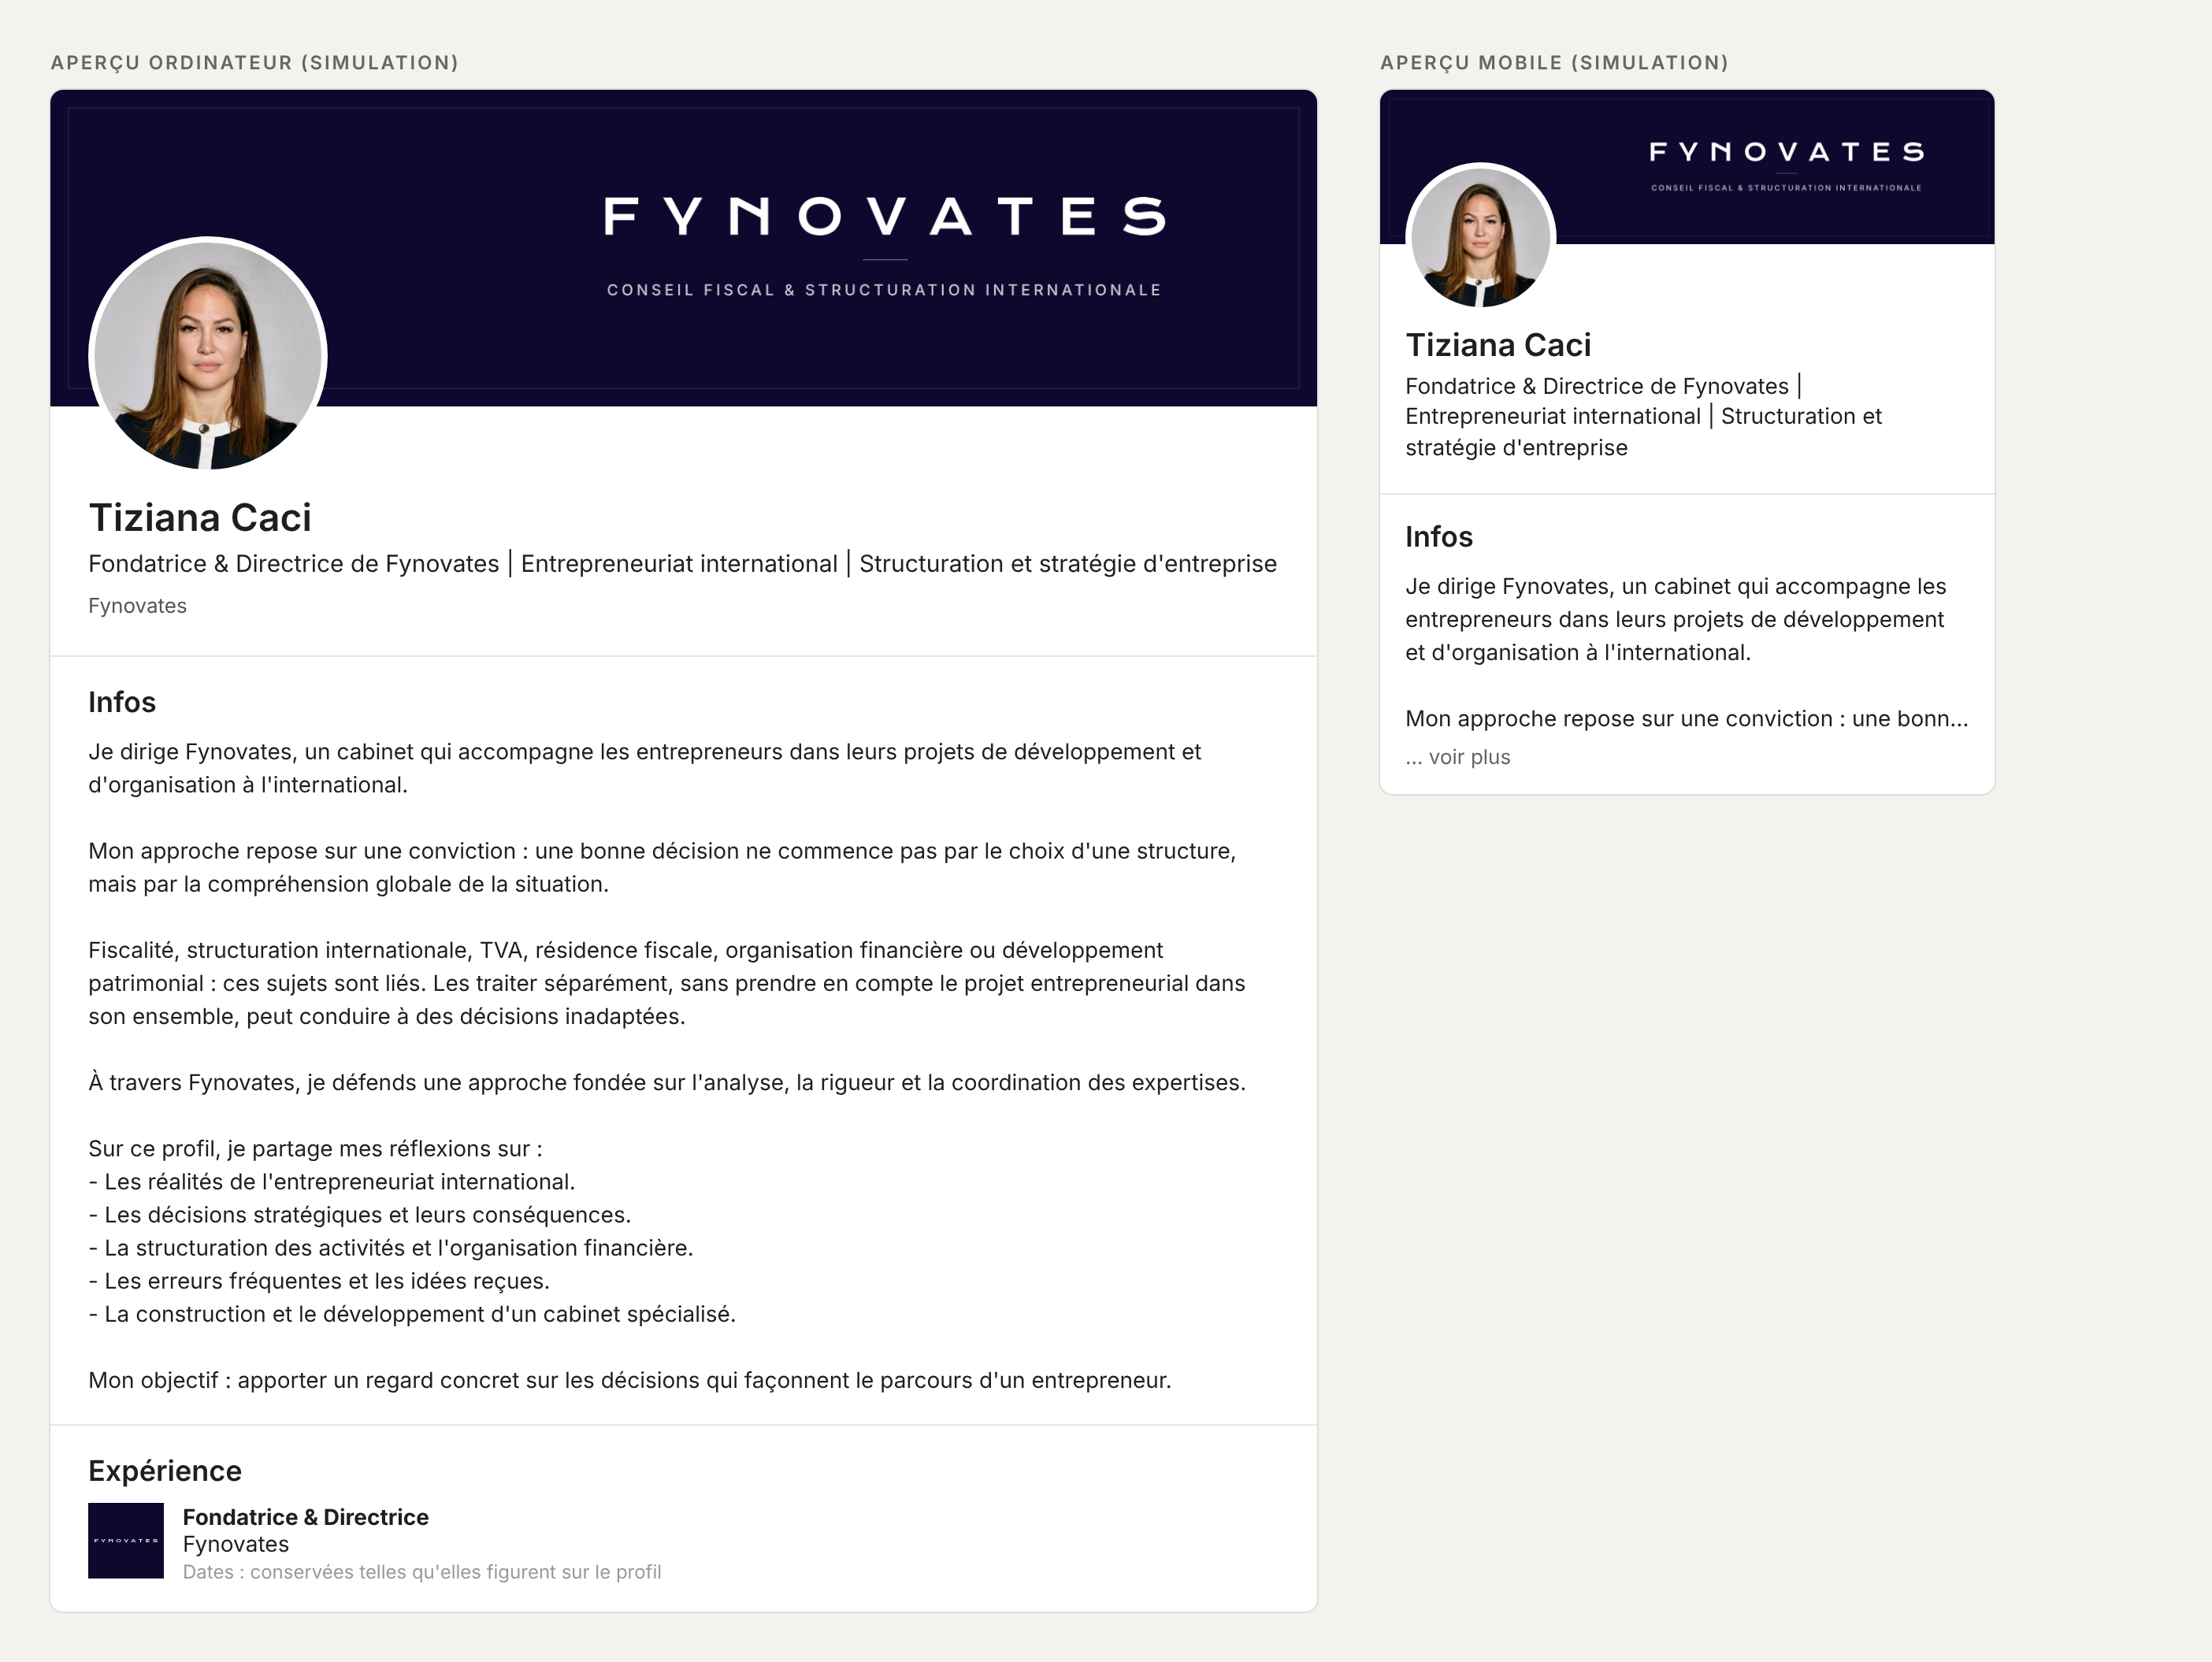 APERÇU ORDINATEUR (SIMULATION)
FYNOVATES
CONSEIL FISCAL & STRUCTURATION INTERNATIONALE
Tiziana Caci
Fondatrice & Directrice de Fynovates | Entrepreneuriat international | Structuration et stratégie d'entreprise
Fynovates
Infos
Je dirige Fynovates, un cabinet qui accompagne les entrepreneurs dans leurs projets de développement et
d'organisation à l'international.
Mon approche repose sur une conviction : une bonne décision ne commence pas par le choix d'une structure,
mais par la compréhension globale de la situation.
Fiscalité, structuration internationale, TVA, résidence fiscale, organisation financière ou développement
patrimonial : ces sujets sont liés. Les traiter séparément, sans prendre en compte le projet entrepreneurial dans
son ensemble, peut conduire à des décisions inadaptées.
À travers Fynovates, je défends une approche fondée sur l'analyse, la rigueur et la coordination des expertises.
Sur ce profil, je partage mes réflexions sur :
- Les réalités de l'entrepreneuriat international.
- Les décisions stratégiques et leurs conséquences.
- La structuration des activités et l'organisation financière.
- Les erreurs fréquentes et les idées reçues.
- La construction et le développement d'un cabinet spécialisé.
Mon objectif : apporter un regard concret sur les décisions qui façonnent le parcours d'un entrepreneur.
Expérience
FYNOVATES
Fondatrice & Directrice
Fynovates
Dates : conservées telles qu'elles figurent sur le profil
APERÇU MOBILE (SIMULATION)
FYNOVATES
CONSEIL FISCAL & STRUCTURATION INTERNATIONALE
Tiziana Caci
Fondatrice & Directrice de Fynovates |
Entrepreneuriat international | Structuration et
stratégie d'entreprise
Infos
Je dirige Fynovates, un cabinet qui accompagne les
entrepreneurs dans leurs projets de développement
et d'organisation à l'international.
Mon approche repose sur une conviction : une bonn...
... voir plus